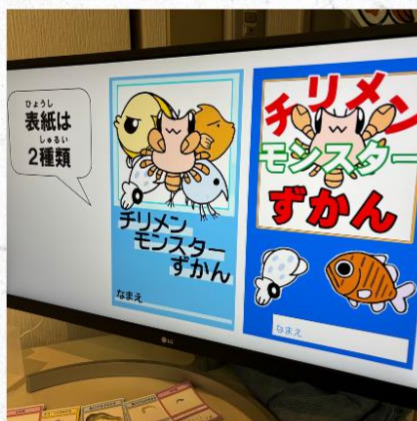 ひょうし
表紙は
しゅるい
2種類
チリメン
モンスター
ずかん
なまえ
チリメン
モンスター
ずかん
なまえ
LG